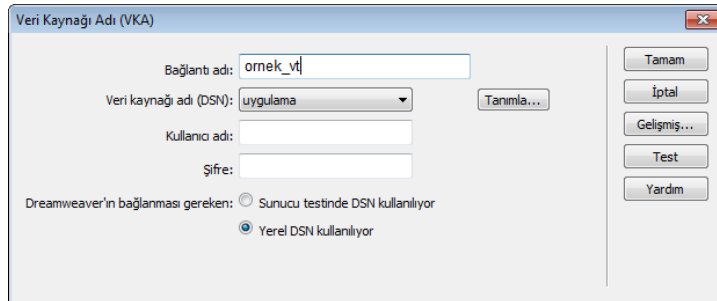 Veri Kaynağı Adı (VKA)
Bağlantı adı: ornek_vt
Veri kaynağı adı (DSN): uygulama Tanımla...
Kullanıcı adı:
Şifre:
Dreamweaver'ın bağlanması gereken: Sunucu testinde DSN kullanılıyor
Yerel DSN kullanılıyor
Tamam
İptal
Gelişmiş...
Test
Yardım